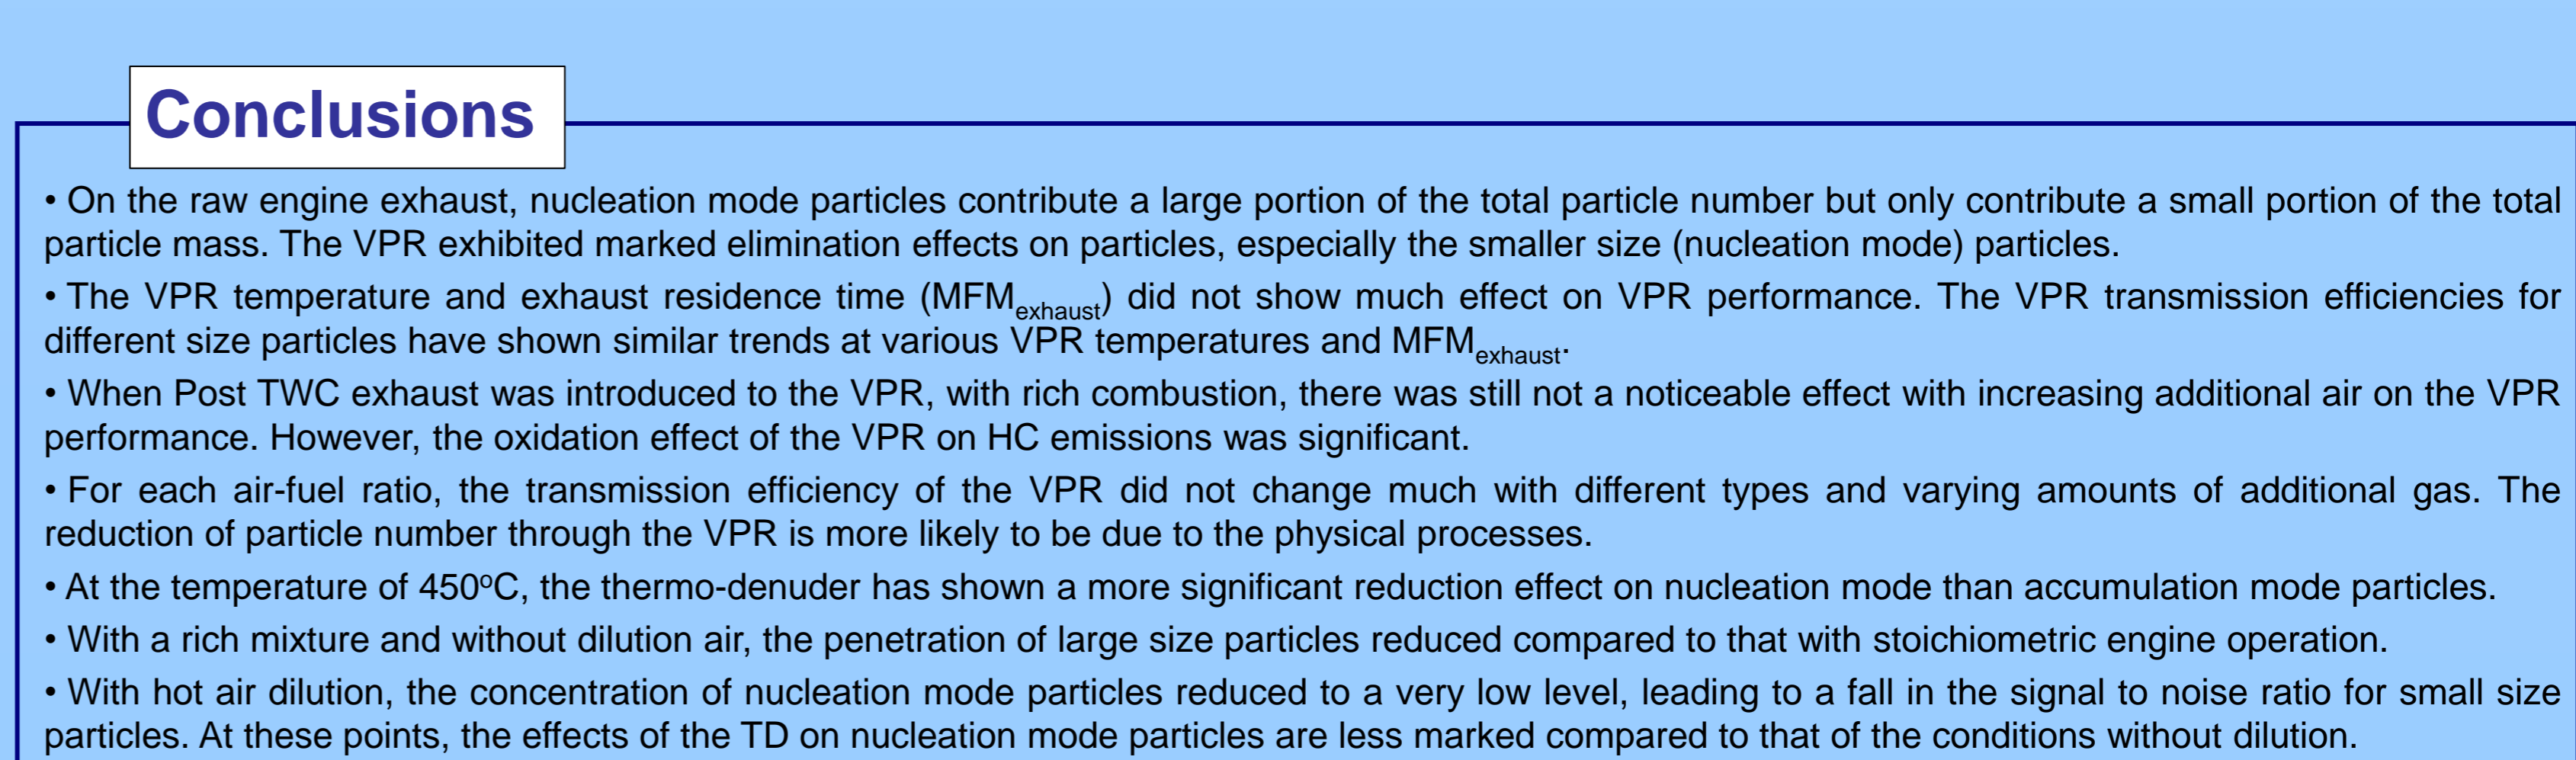 Conclusions
• On the raw engine exhaust, nucleation mode particles contribute a large portion of the total particle number but only contribute a small portion of the total
particle mass. The VPR exhibited marked elimination effects on particles, especially the smaller size (nucleation mode) particles.
• The VPR temperature and exhaust residence time (MFMexhaust) did not show much effect on VPR performance. The VPR transmission efficiencies for
different size particles have shown similar trends at various VPR temperatures and MFMexhaust.
• When Post TWC exhaust was introduced to the VPR, with rich combustion, there was still not a noticeable effect with increasing additional air on the VPR
performance. However, the oxidation effect of the VPR on HC emissions was significant.
• For each air-fuel ratio, the transmission efficiency of the VPR did not change much with different types and varying amounts of additional gas. The
reduction of particle number through the VPR is more likely to be due to the physical processes.
• At the temperature of 450oC, the thermo-denuder has shown a more significant reduction effect on nucleation mode than accumulation mode particles.
• With a rich mixture and without dilution air, the penetration of large size particles reduced compared to that with stoichiometric engine operation.
• With hot air dilution, the concentration of nucleation mode particles reduced to a very low level, leading to a fall in the signal to noise ratio for small size
particles. At these points, the effects of the TD on nucleation mode particles are less marked compared to that of the conditions without dilution.